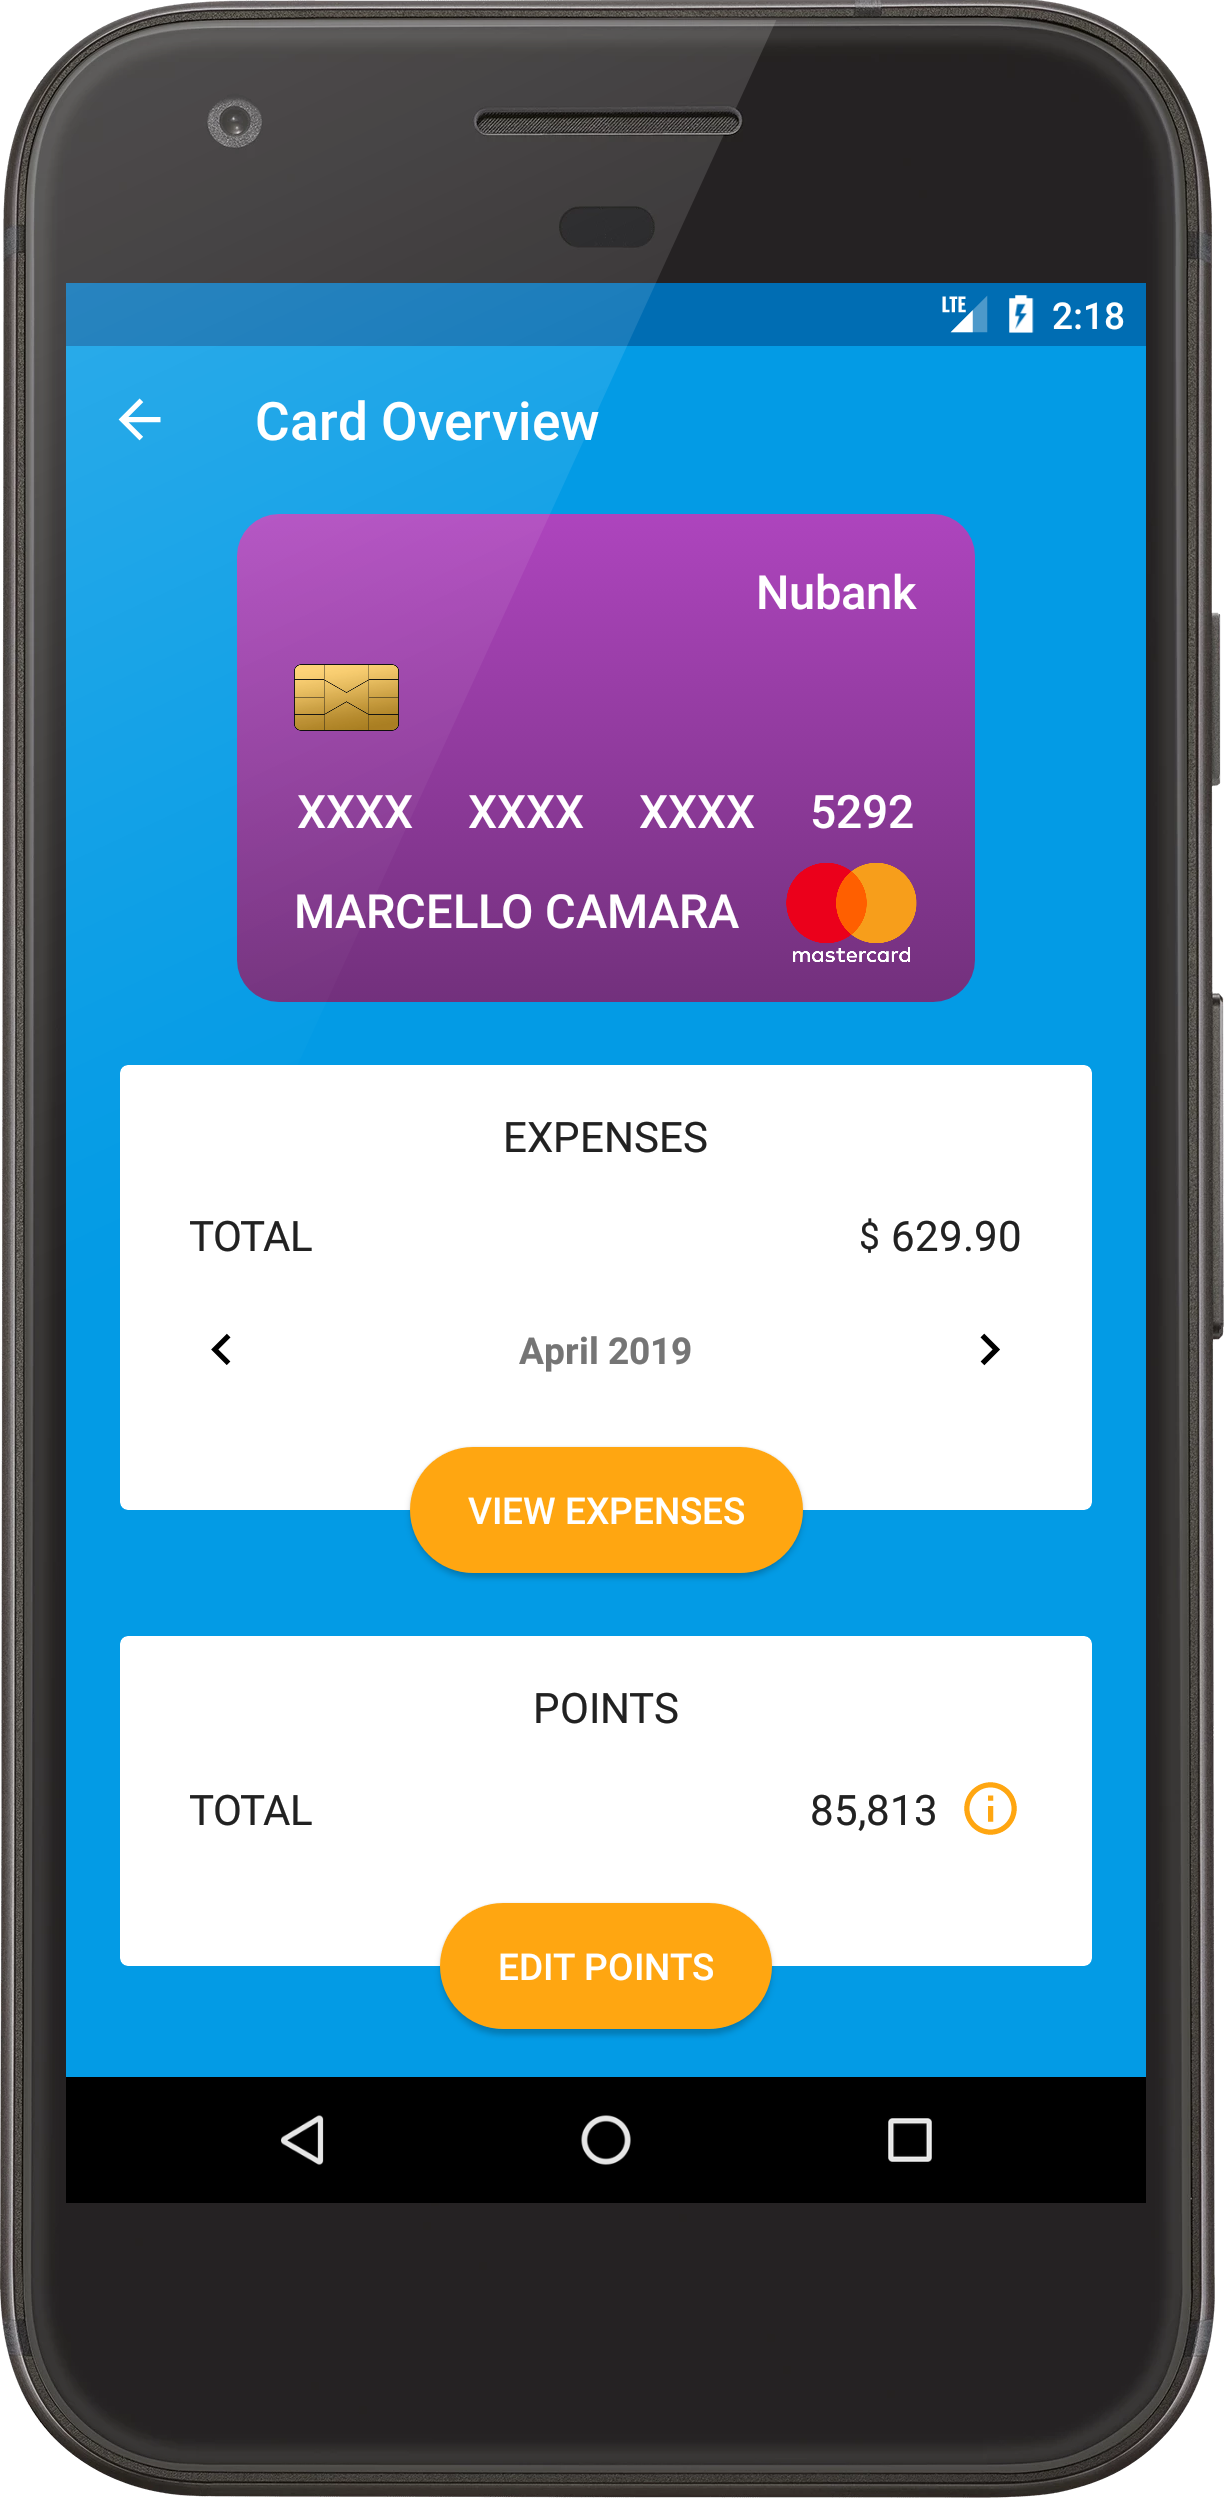 LTE 2:18
Card Overview
Nubank
XXXX XXXX XXXX 5292
MARCELLO CAMARA
mastercard
EXPENSES
TOTAL $ 629.90
April 2019
VIEW EXPENSES
POINTS
TOTAL 85,813
EDIT POINTS